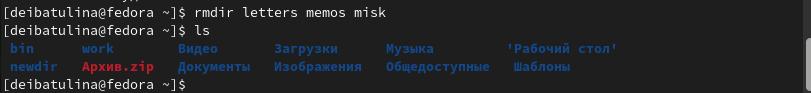 [deibatulina@fedora ~]$ rmdir letters memos misk
[deibatulina@fedora ~]$ ls
bin work Видео Загрузки Музыка 'Рабочий стол'
newdir Архив.zip Документы Изображения Общедоступные Шаблоны
[deibatulina@fedora ~]$